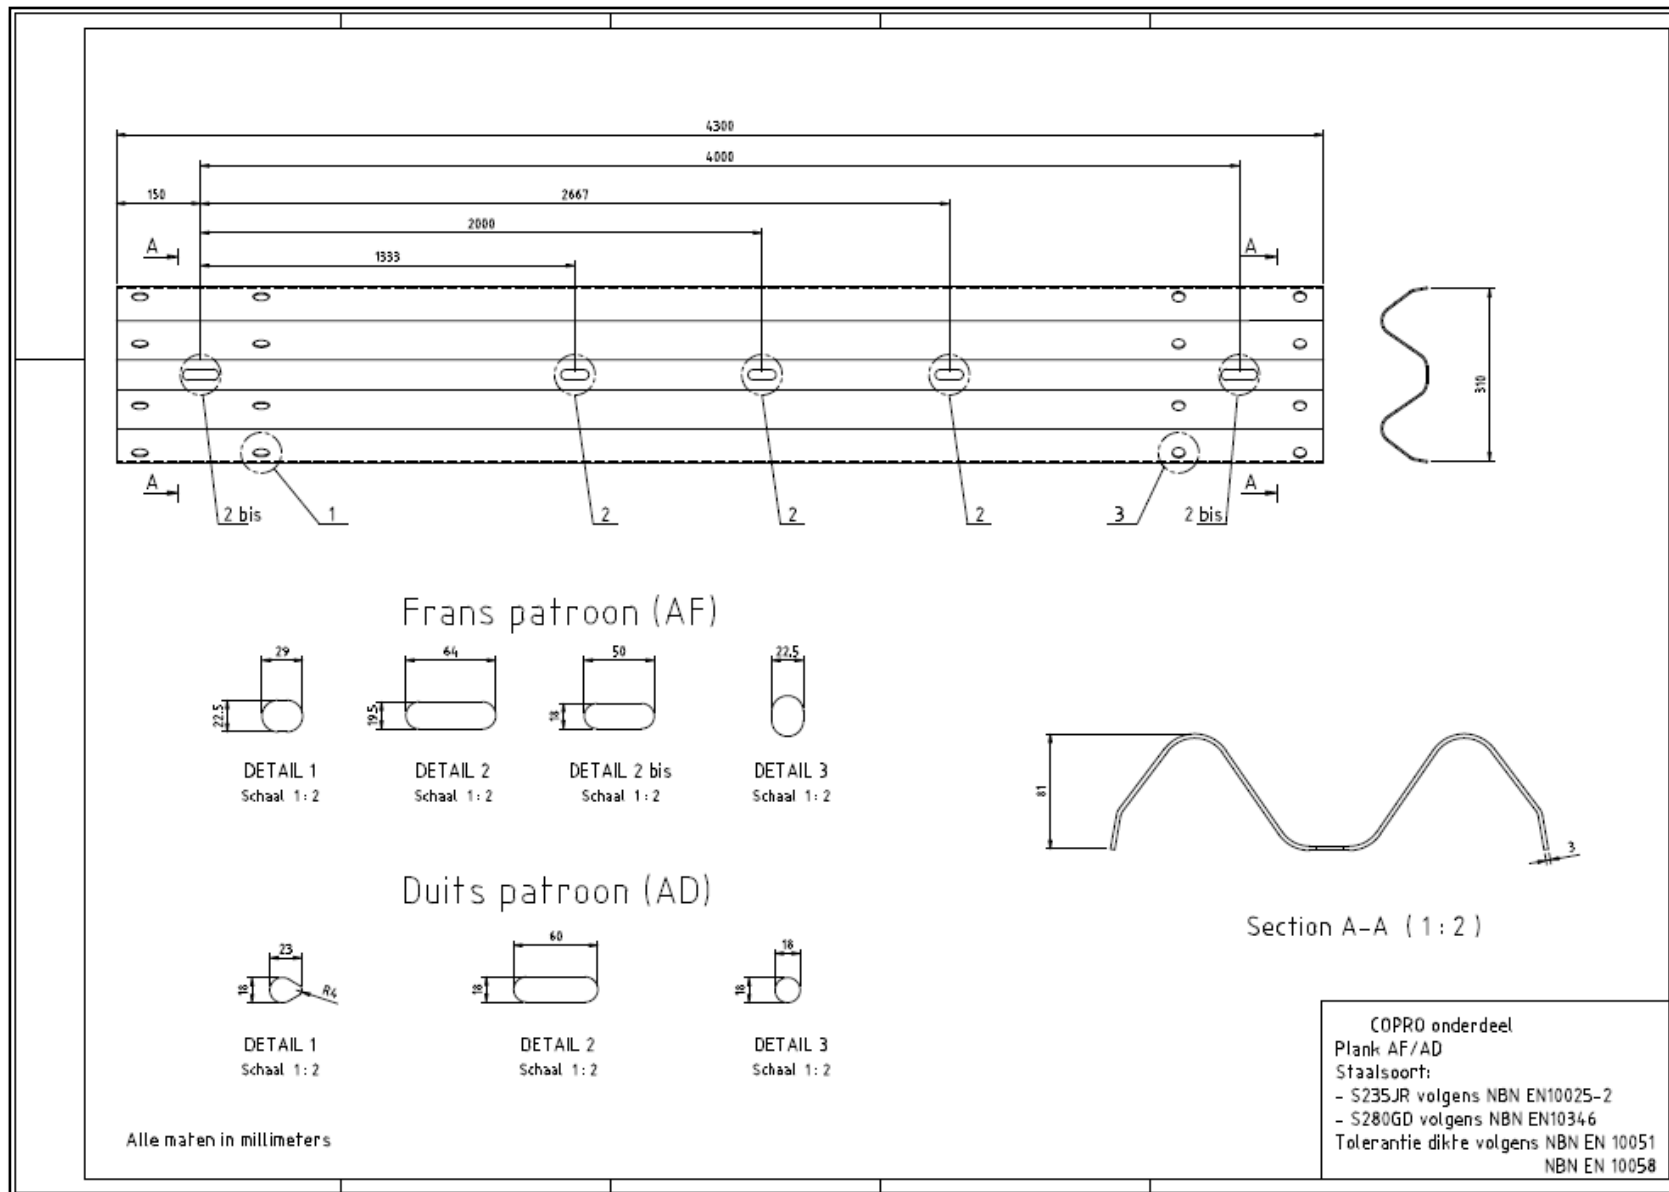 4300
4000
150
2667
2000
1333
A
A
310
A
A
2 bis
1
2
2
2
3
2 bis
Frans patroon (AF)
29
64
50
22,5
22.5
19.5
18
DETAIL 1
DETAIL 2
DETAIL 2 bis
DETAIL 3
Schaal 1:2
Schaal 1:2
Schaal 1:2
Schaal 1:2
81
3
Section A-A ( 1 : 2 )
Duits patroon (AD)
23
60
18
18
R4
18
18
DETAIL 1
DETAIL 2
DETAIL 3
Schaal 1:2
Schaal 1:2
Schaal 1:2
Alle maten in millimeters
COPRO onderdeel
Plank AF/AD
Staalsoort:
- S235JR volgens NBN EN10025-2
- S280GD volgens NBN EN10346
Tolerantie dikte volgens NBN EN 10051
NBN EN 10058